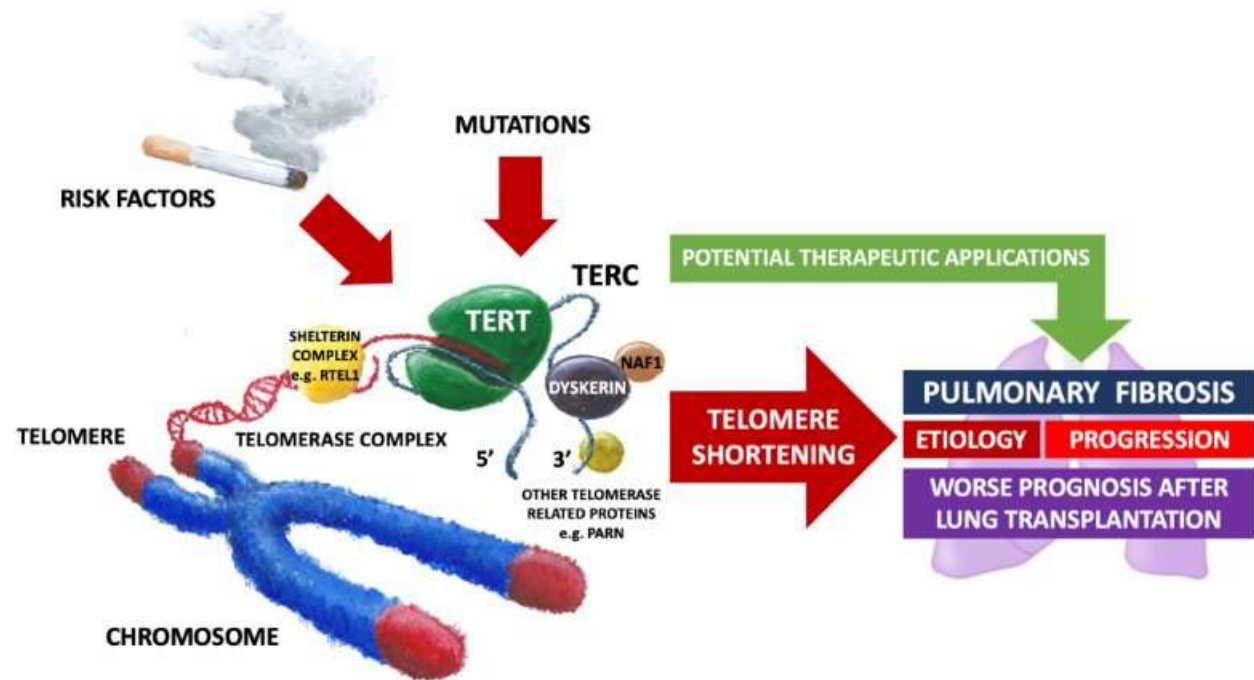 MUTATIONS
RISK FACTORS
POTENTIAL THERAPEUTIC APPLICATIONS
TERC
TERT
SHELTERIN
COMPLEX
e.g. RTEL1
NAF1
DYSKERIN
TELOMERE
TELOMERASE COMPLEX
5’
3’
OTHER TELOMERASE
RELATED PROTEINS
e.g. PARN
CHROMOSOME
TELOMERE
SHORTENING
PULMONARY FIBROSIS
ETIOLOGY
PROGRESSION
WORSE PROGNOSIS AFTER
LUNG TRANSPLANTATION